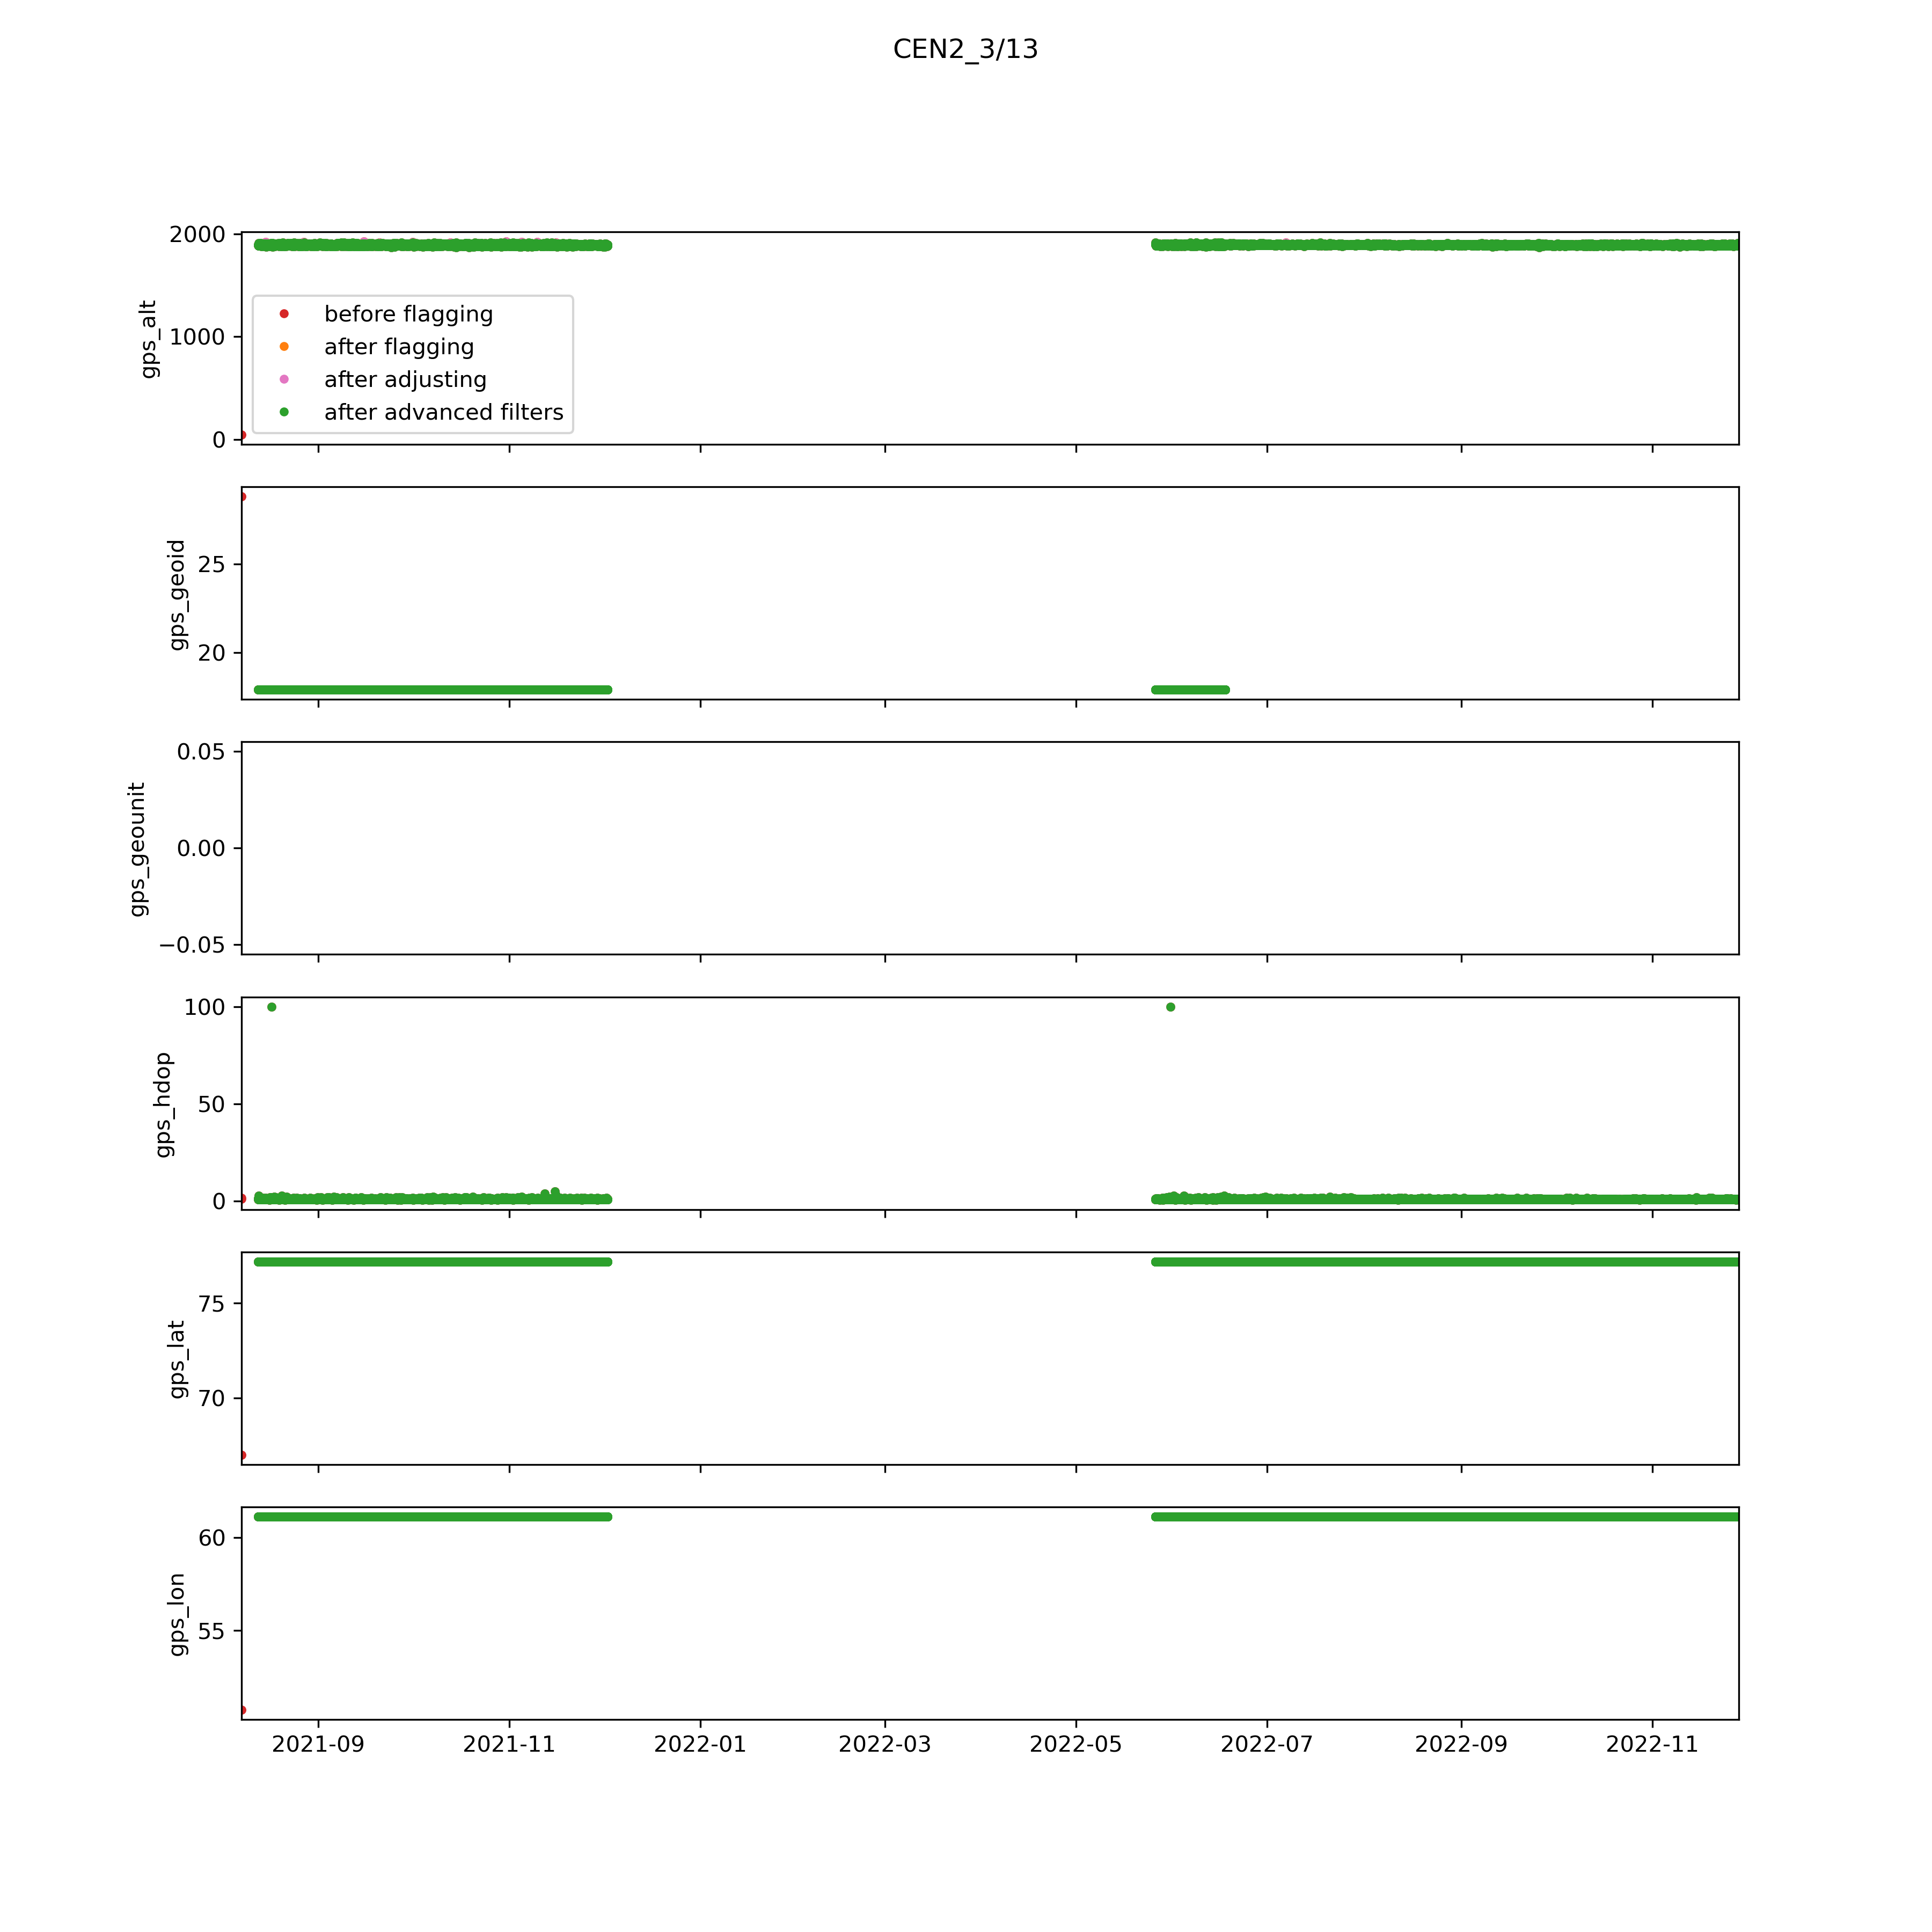 CEN2_3/13
2000
1000
0
gps_alt
before flagging
after flagging
after adjusting
after advanced filters
25
20
gps_geoid
0.05
0.00
−0.05
gps_geounit
100
50
0
gps_hdop
75
70
gps_lat
60
55
gps_lon
2021-09 2021-11 2022-01 2022-03 2022-05 2022-07 2022-09 2022-11